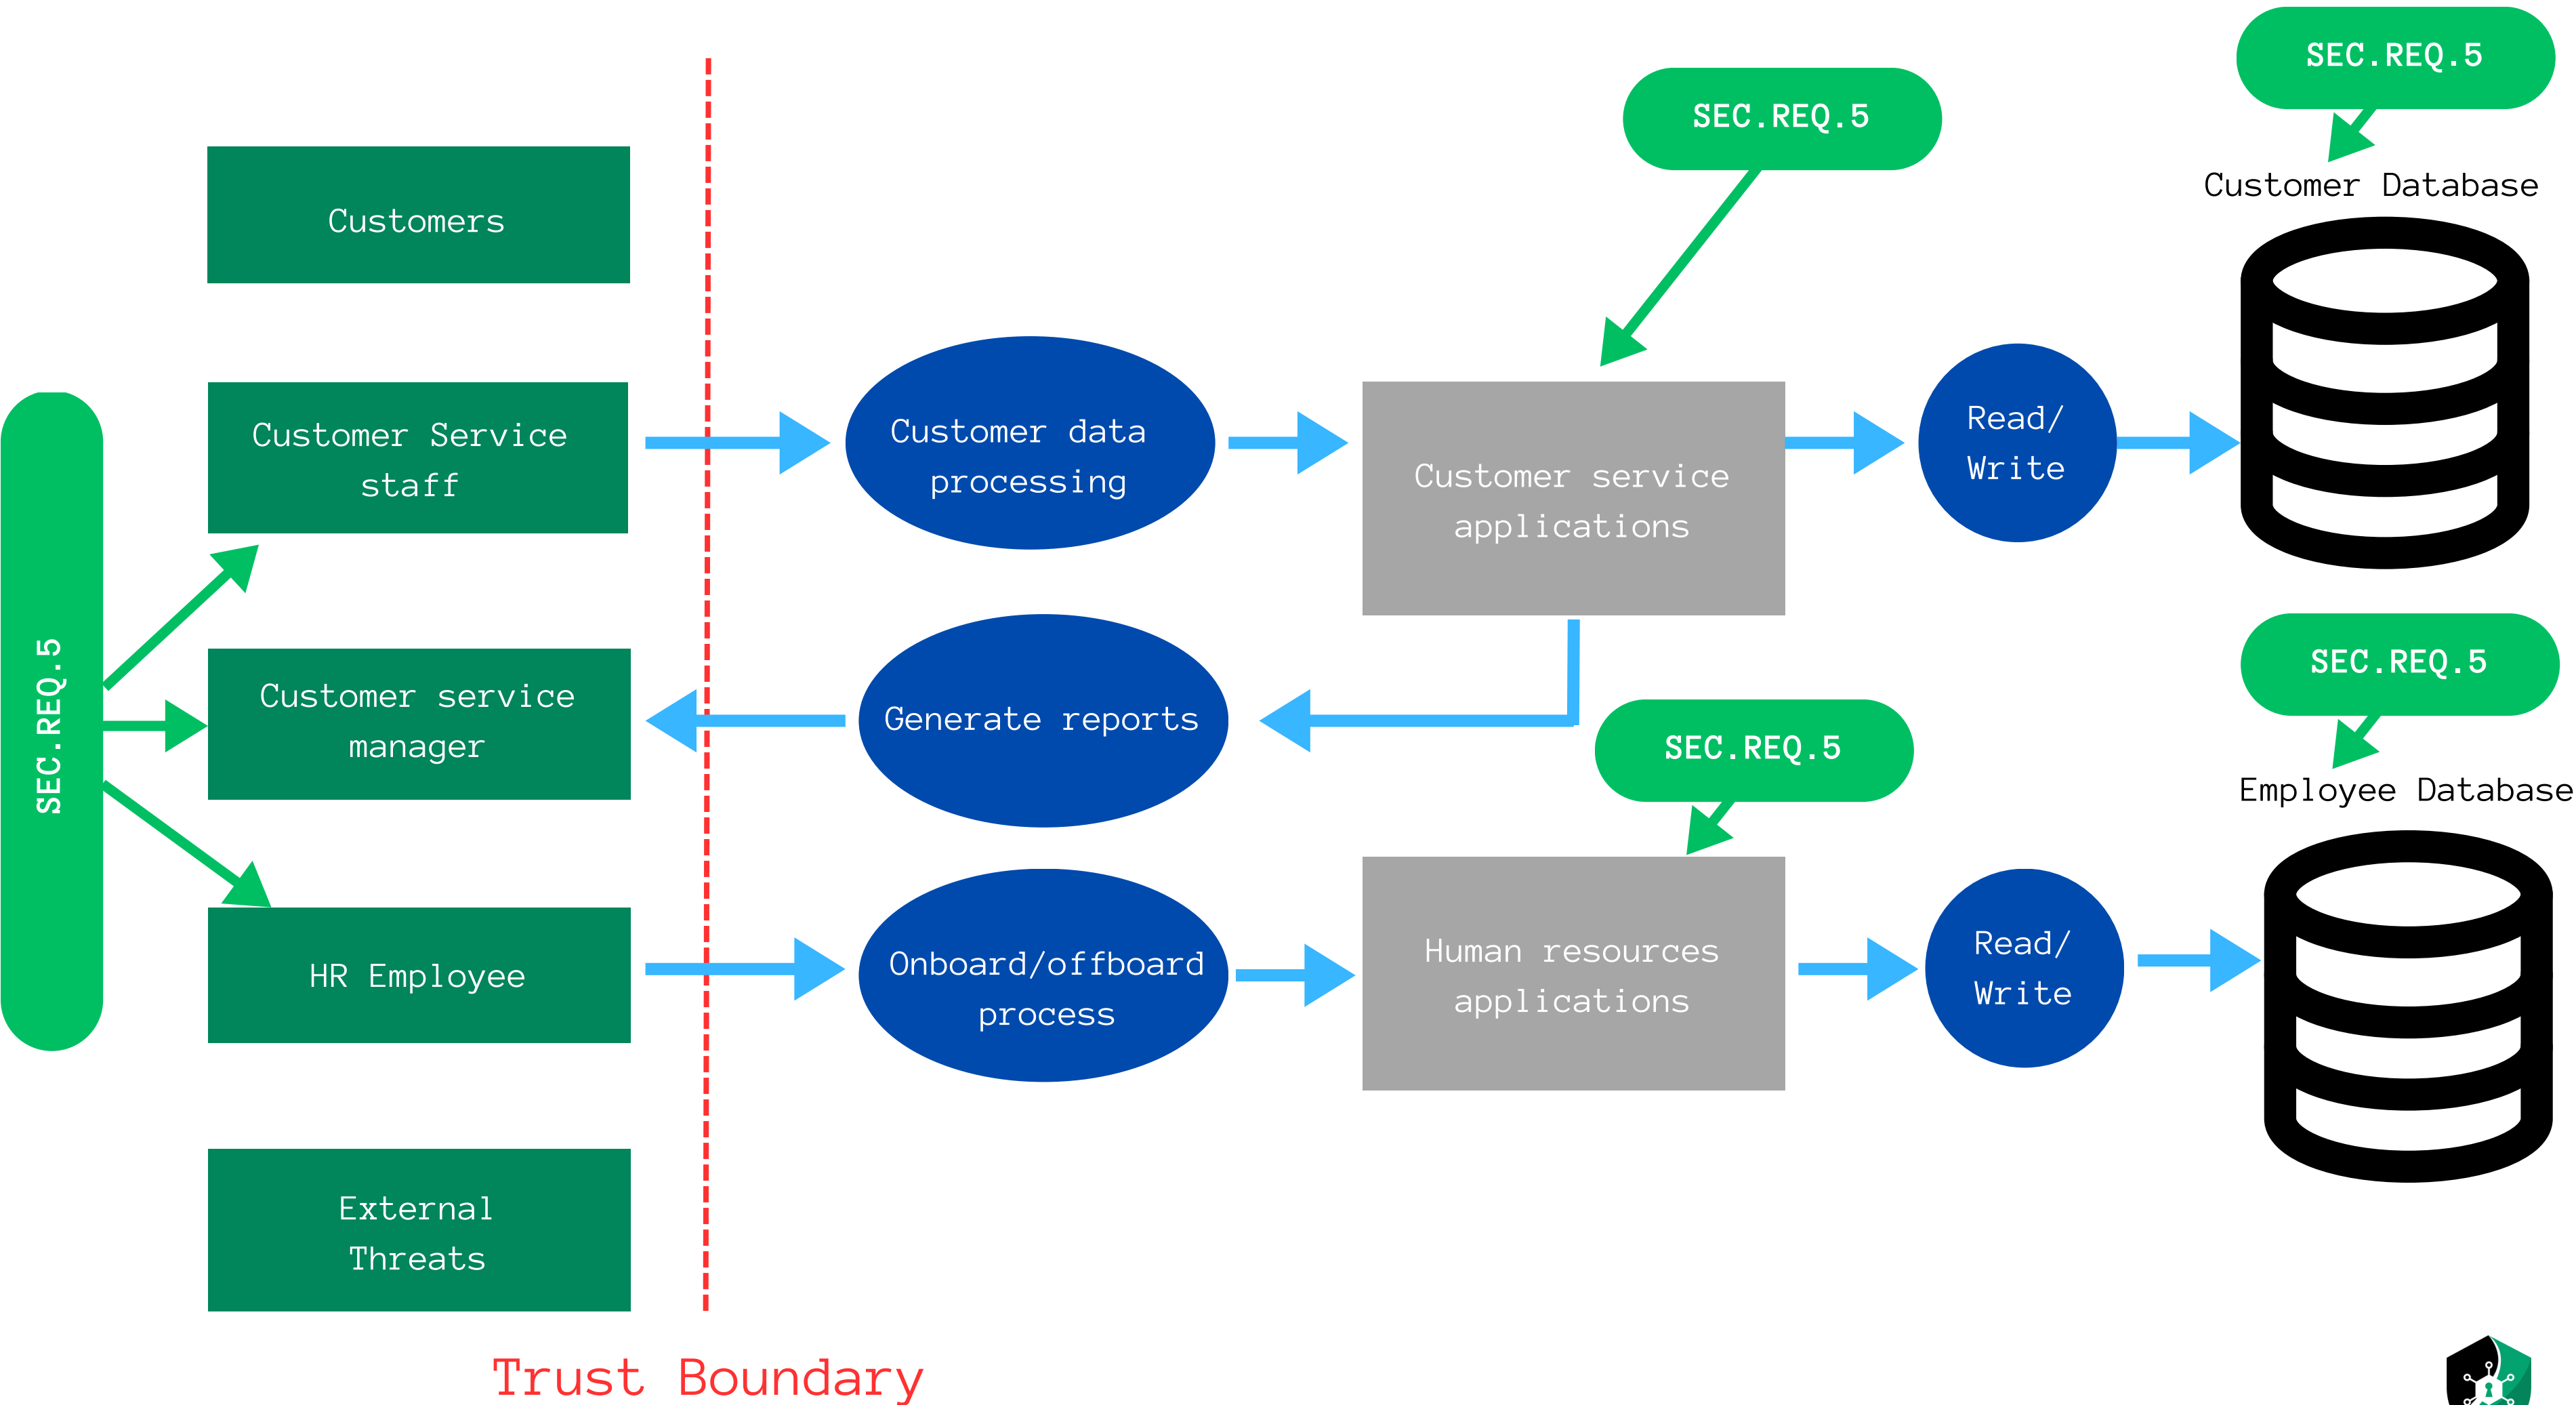 SEC.REQ.5
SEC.REQ.5
Customer Database
Customers
Customer Service
staff
Customer data
processing
Customer service
applications
Read/
Write
SEC.REQ.5
Customer service
manager
Generate reports
SEC.REQ.5
SEC.REQ.5
Employee Database
HR Employee
Onboard/offboard
process
Human resources
applications
Read/
Write
External
Threats
Trust Boundary